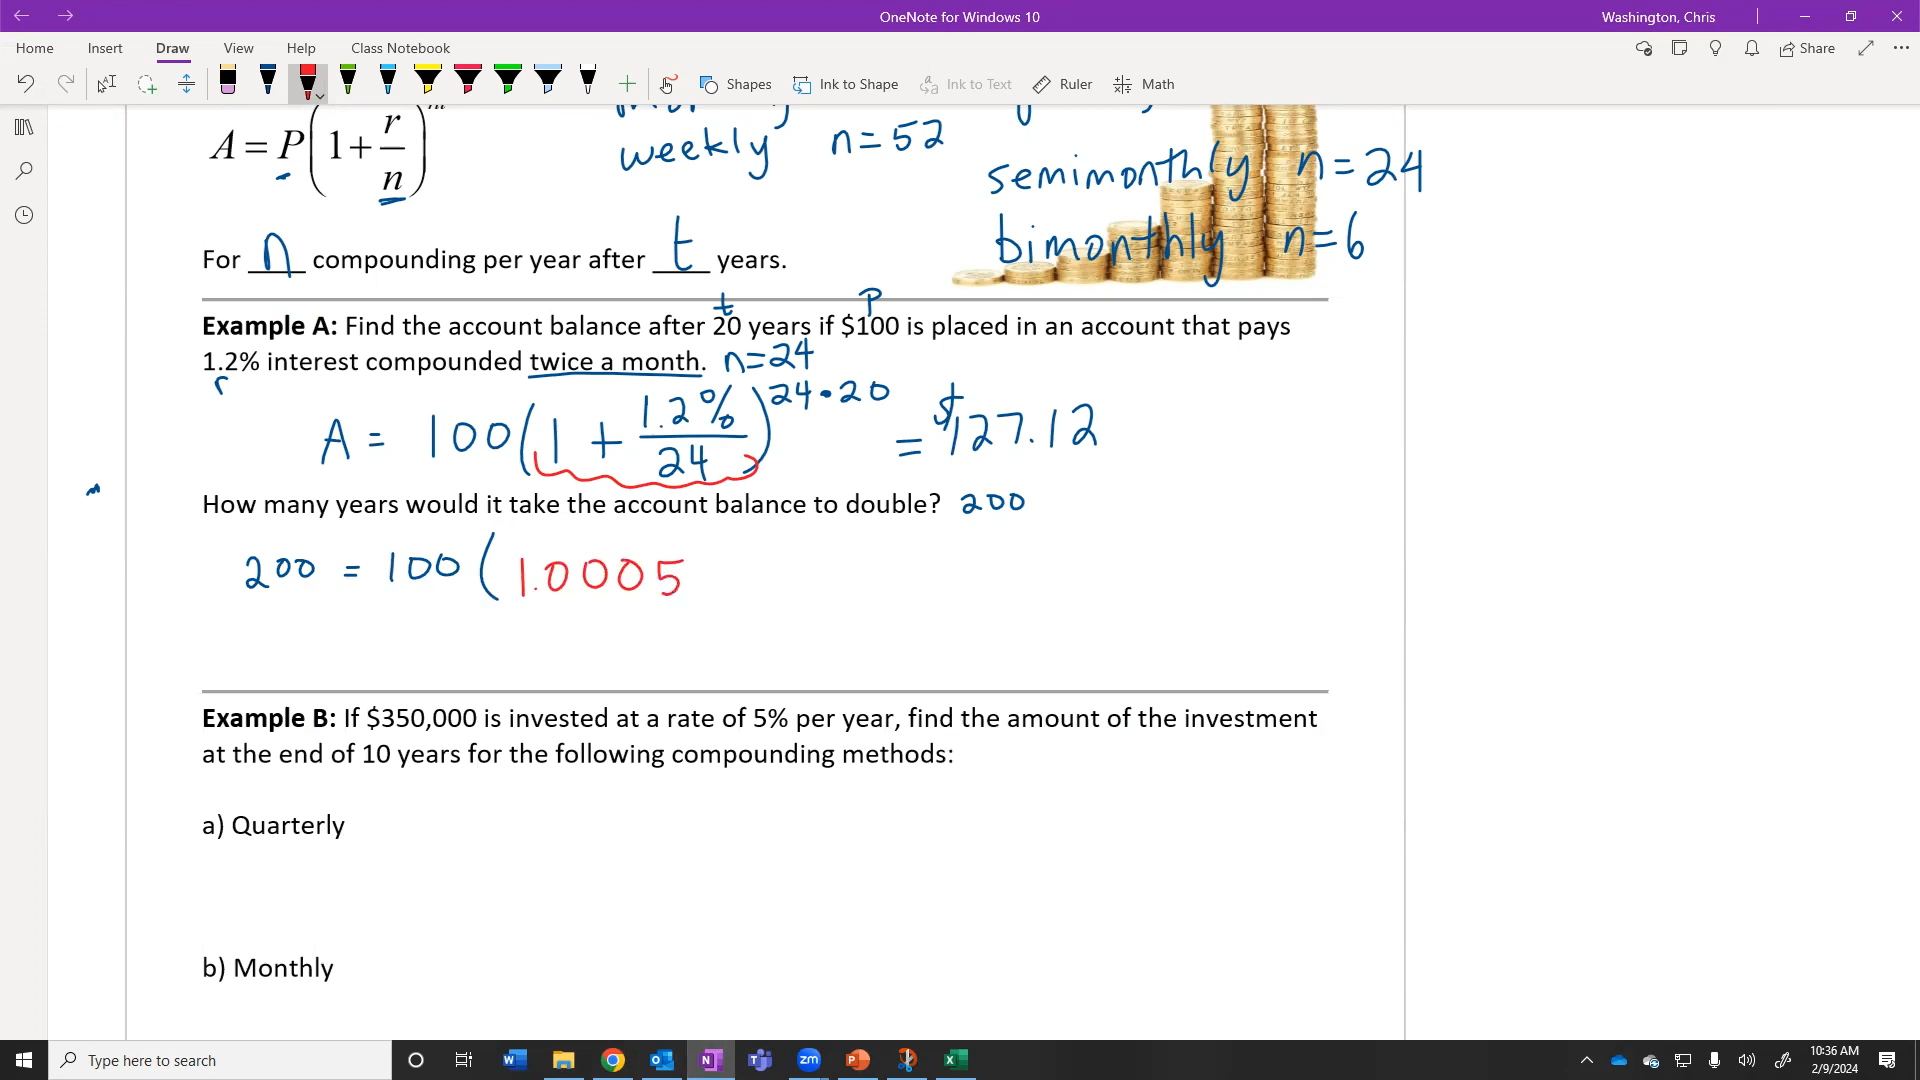 OneNote for Windows 10
Washington, Chris
Home Insert Draw View Help Class Notebook
Share
Shapes Ink to Shape Ink to Text Ruler Math
A = P(1 + r/n)
weekly n = 52
semimonthly n = 24
bimonthly n = 6
For n compounding per year after t years.
t P
Example A: Find the account balance after 20 years if $100 is placed in an account that pays
1.2% interest compounded twice a month. n = 24
r
A = 100(1 + 1.2%/24)^24·20 = $127.12
How many years would it take the account balance to double? 200
200 = 100 ( 1.0005
Example B: If $350,000 is invested at a rate of 5% per year, find the amount of the investment
at the end of 10 years for the following compounding methods:
a) Quarterly
b) Monthly
Type here to search
10:36 AM
2/9/2024